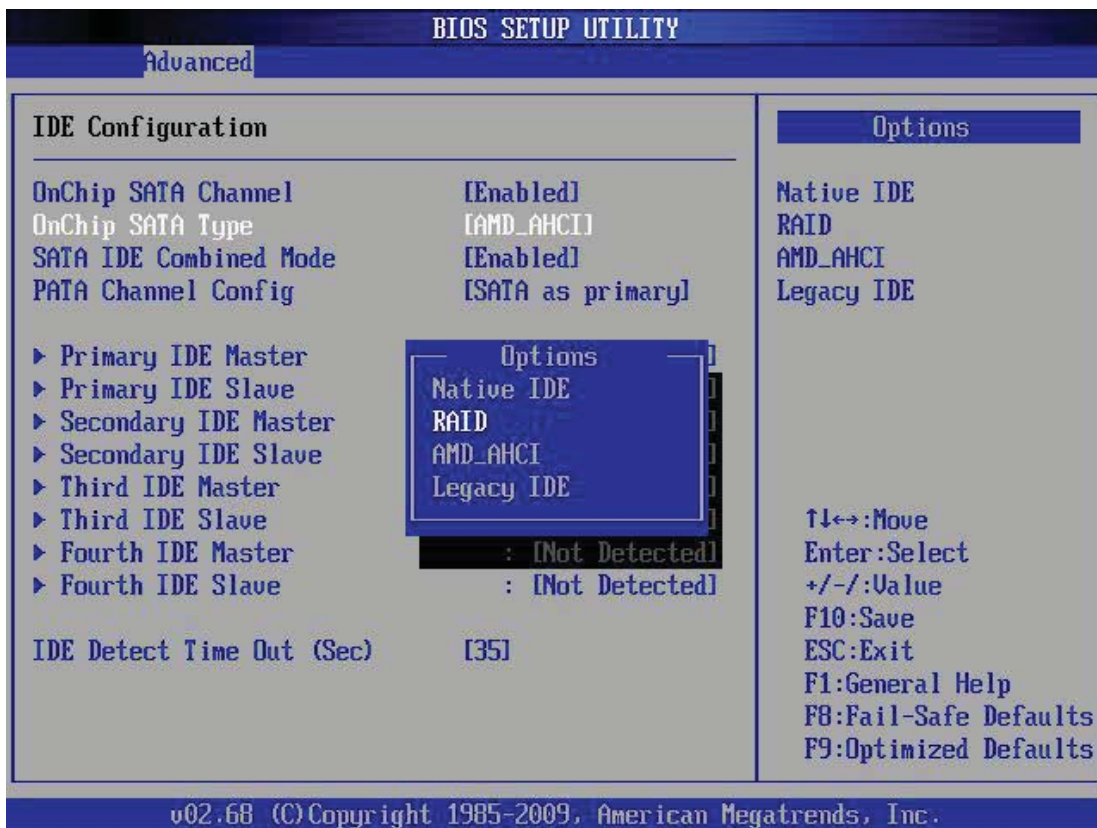 BIOS SETUP UTILITY
Advanced
IDE Configuration
OnChip SATA Channel [Enabled]
OnChip SATA Type [AMD_AHCI]
SATA IDE Combined Mode [Enabled]
PATA Channel Config [SATA as primary]
▶ Primary IDE Master
▶ Primary IDE Slave
▶ Secondary IDE Master
▶ Secondary IDE Slave
▶ Third IDE Master
▶ Third IDE Slave
▶ Fourth IDE Master : [Not Detected]
▶ Fourth IDE Slave : [Not Detected]
IDE Detect Time Out (Sec) [35]
Options
Native IDE
RAID
AMD_AHCI
Legacy IDE
Options
Native IDE
RAID
AMD_AHCI
Legacy IDE
↑↓←→:Move
Enter:Select
+/-/:Value
F10:Save
ESC:Exit
F1:General Help
F8:Fail-Safe Defaults
F9:Optimized Defaults
v02.68 (C)Copyright 1985-2009, American Megatrends, Inc.